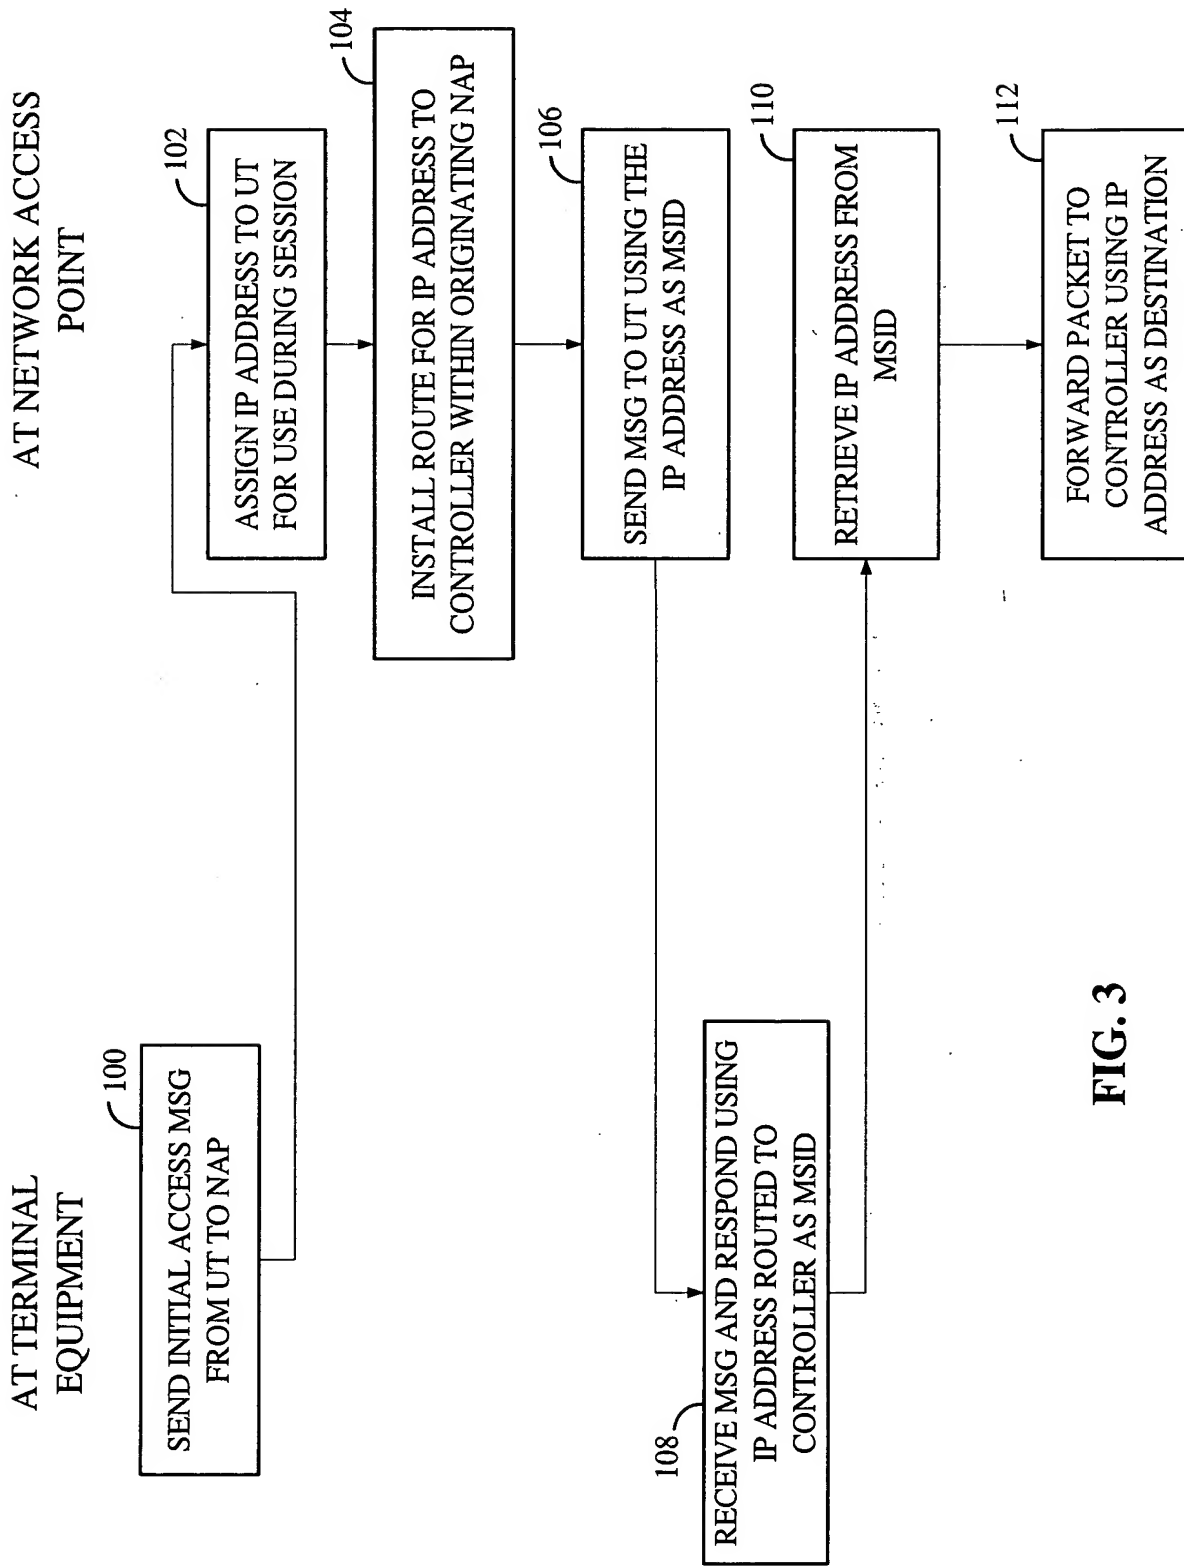 AT TERMINAL
EQUIPMENT
AT NETWORK ACCESS
POINT
100
SEND INITIAL ACCESS MSG
FROM UT TO NAP
102
ASSIGN IP ADDRESS TO UT
FOR USE DURING SESSION
104
INSTALL ROUTE FOR IP ADDRESS TO
CONTROLLER WITHIN ORIGINATING NAP
106
SEND MSG TO UT USING THE
IP ADDRESS AS MSID
108
RECEIVE MSG AND RESPOND USING
IP ADDRESS ROUTED TO
CONTROLLER AS MSID
110
RETRIEVE IP ADDRESS FROM
MSID
112
FORWARD PACKET TO
CONTROLLER USING IP
ADDRESS AS DESTINATION
FIG. 3